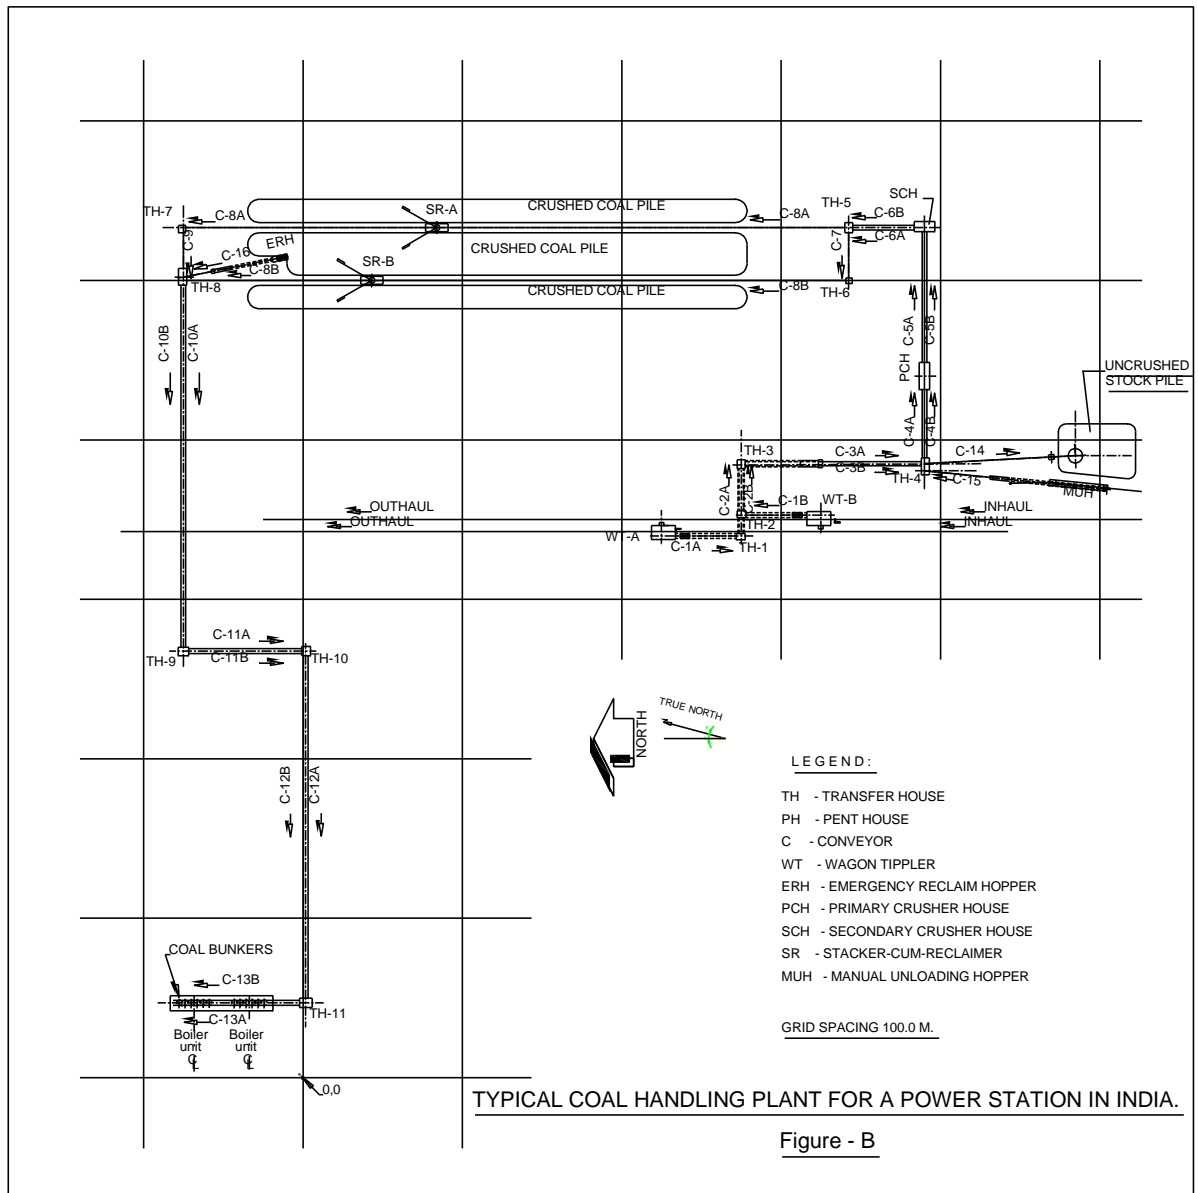 SCH
TH-7
C-8A
SR-A
CRUSHED COAL PILE
C-8A
TH-5
C-6B
C-6A
C-7
C-9
ERH
C-16
C-8B
SR-B
CRUSHED COAL PILE
TH-8
CRUSHED COAL PILE
C-8B
TH-6
C-10B
C-10A
C-5A
C-5B
PCH
UNCRUSHED
STOCK PILE
C-4A
C-4B
TH-3
C-3A
C-3B
C-14
TH-4
C-15
MUH
C-2A
C-2B
C-1B
WT-B
OUTHAUL
OUTHAUL
INHAUL
INHAUL
TH-2
WT-A
C-1A
TH-1
C-11A
C-11B
TH-9
TH-10
TRUE NORTH
NORTH
C-12B
C-12A
LEGEND:
TH - TRANSFER HOUSE
PH - PENT HOUSE
C - CONVEYOR
WT - WAGON TIPPLER
ERH - EMERGENCY RECLAIM HOPPER
PCH - PRIMARY CRUSHER HOUSE
SCH - SECONDARY CRUSHER HOUSE
SR - STACKER-CUM-RECLAIMER
MUH - MANUAL UNLOADING HOPPER
GRID SPACING 100.0 M.
COAL BUNKERS
C-13B
C-13A
TH-11
Boiler
unit
℄
Boiler
unit
℄
0,0
TYPICAL COAL HANDLING PLANT FOR A POWER STATION IN INDIA.
Figure - B